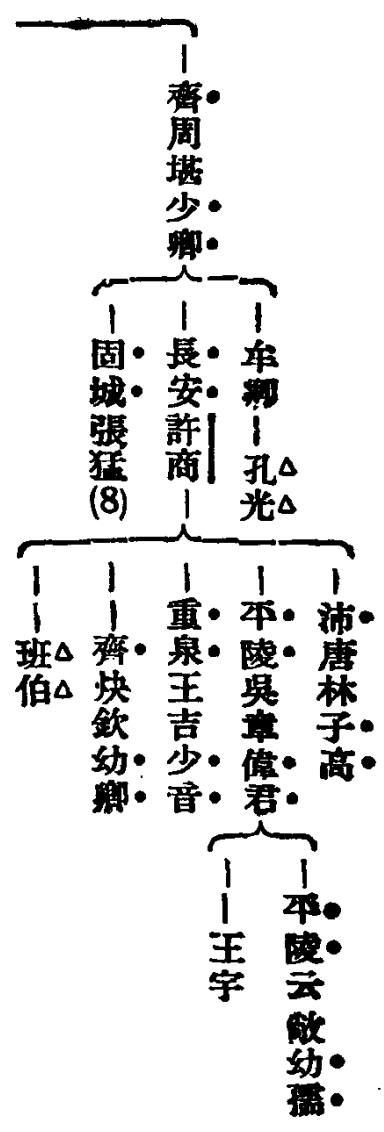 齊周堪少卿
牟卿
孔光
長安許商
固城張猛(8)
沛唐林子高
平陵吳章偉君
重泉王吉少音
齊炔欽幼卿
班伯
平陵云敞幼孺
王宇